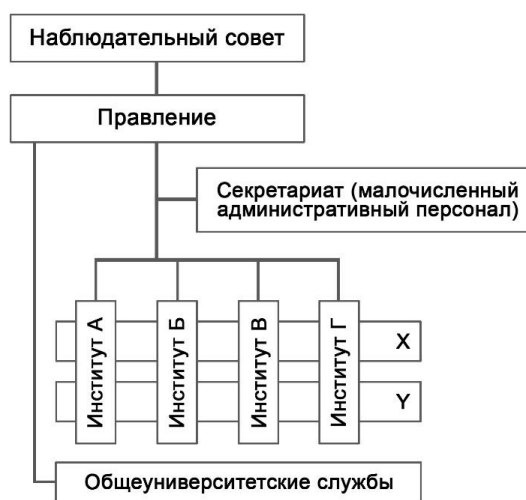 Наблюдательный совет
Правление
Секретариат (малочисленный
административный персонал)
Институт А
Институт Б
Институт В
Институт Г
X
Y
Общеуниверситетские службы